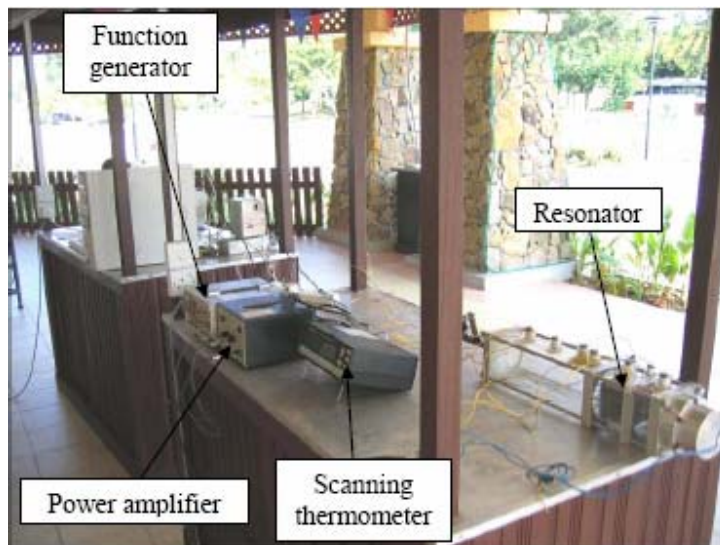 Function
generator
Resonator
Power amplifier
Scanning
thermometer